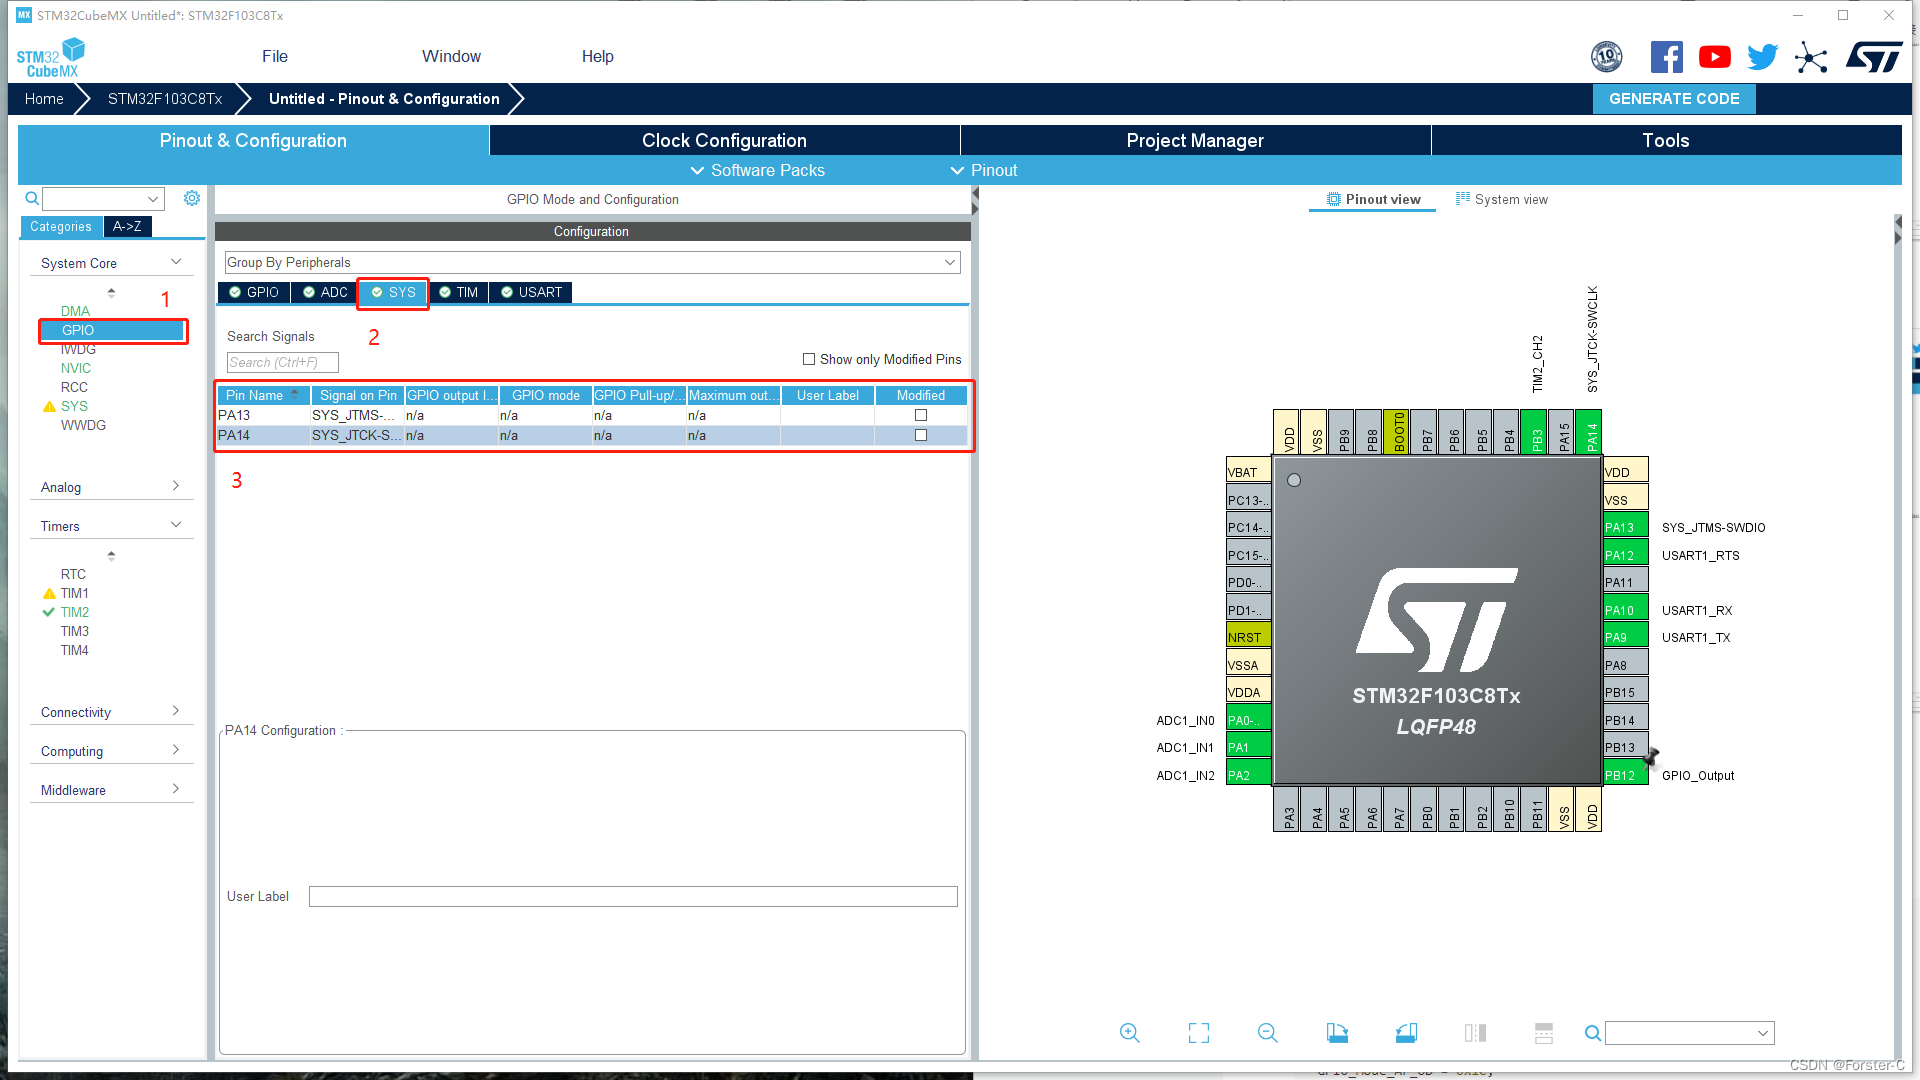 MX STM32CubeMX Untitled*: STM32F103C8Tx
STM32 CubeMX
File Window Help
10
Home STM32F103C8Tx Untitled - Pinout & Configuration GENERATE CODE
Pinout & Configuration Clock Configuration Project Manager Tools
Software Packs Pinout
Categories A->Z
System Core
1
DMA
GPIO
IWDG
NVIC
RCC
SYS
WWDG
Analog
Timers
RTC
TIM1
TIM2
TIM3
TIM4
Connectivity
Computing
Middleware
GPIO Mode and Configuration
Configuration
Group By Peripherals
GPIO ADC SYS TIM USART
2
Search Signals
Search (Ctrl+F) Show only Modified Pins
Pin Name Signal on Pin GPIO output l... GPIO mode GPIO Pull-up/... Maximum out... User Label Modified
PA13 SYS_JTMS-... n/a n/a n/a n/a
PA14 SYS_JTCK-S... n/a n/a n/a n/a
3
PA14 Configuration :
User Label
Pinout view System view
TIM2_CH2
SYS_JTCK-SWCLK
VDD VSS PB9 PB8 BOOT0 PB7 PB6 PB5 PB4 PB3 PA15 PA14
VBAT
PC13-..
PC14-..
PC15-..
PD0-..
PD1-..
NRST
VSSA
VDDA
ADC1_IN0 PA0-..
ADC1_IN1 PA1
ADC1_IN2 PA2
ST
STM32F103C8Tx
LQFP48
VDD
VSS
PA13 SYS_JTMS-SWDIO
PA12 USART1_RTS
PA11
PA10 USART1_RX
PA9 USART1_TX
PA8
PB15
PB14
PB13
PB12 GPIO_Output
PA3 PA4 PA5 PA6 PA7 PB0 PB1 PB2 PB10 PB11 VSS VDD
CSDN @Forster-C